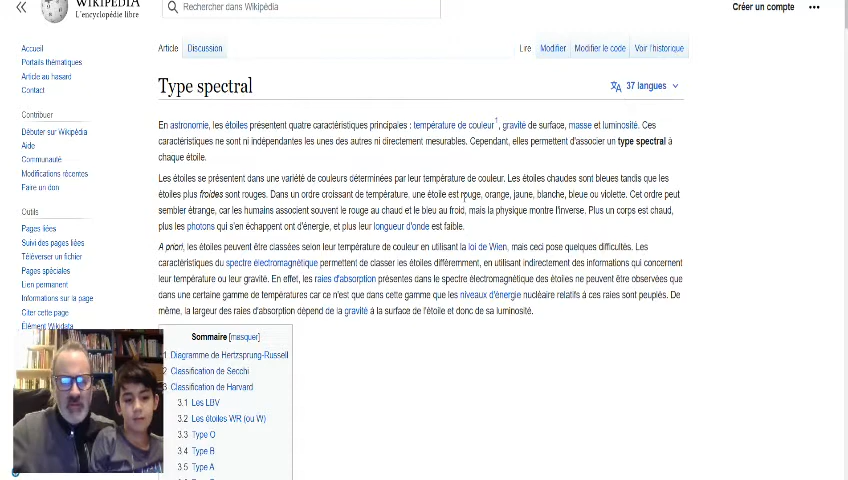 WIKIPÉDIA
L'encyclopédie libre
Rechercher dans Wikipédia
Créer un compte
Accueil
Portails thématiques
Article au hasard
Contact
Contribuer
Débuter sur Wikipédia
Aide
Communauté
Modifications récentes
Faire un don
Outils
Pages liées
Suivi des pages liées
Téléverser un fichier
Pages spéciales
Lien permanent
Informations sur la page
Citer cette page
Élément Wikidata
Article Discussion Lire Modifier Modifier le code Voir l'historique
Type spectral
37 langues
En astronomie, les étoiles présentent quatre caractéristiques principales : température de couleur1, gravité de surface, masse et luminosité. Ces
caractéristiques ne sont ni indépendantes les unes des autres ni directement mesurables. Cependant, elles permettent d'associer un type spectral à
chaque étoile.
Les étoiles se présentent dans une variété de couleurs déterminées par leur température de couleur. Les étoiles chaudes sont bleues tandis que les
étoiles plus froides sont rouges. Dans un ordre croissant de température, une étoile est rouge, orange, jaune, blanche, bleue ou violette. Cet ordre peut
sembler étrange, car les humains associent souvent le rouge au chaud et le bleu au froid, mais la physique montre l'inverse. Plus un corps est chaud,
plus les photons qui s'en échappent ont d'énergie, et plus leur longueur d'onde est faible.
A priori, les étoiles peuvent être classées selon leur température de couleur en utilisant la loi de Wien, mais ceci pose quelques difficultés. Les
caractéristiques du spectre électromagnétique permettent de classer les étoiles différemment, en utilisant indirectement des informations qui concernent
leur température ou leur gravité. En effet, les raies d'absorption présentes dans le spectre électromagnétique des étoiles ne peuvent être observées que
dans une certaine gamme de températures car ce n'est que dans cette gamme que les niveaux d'énergie nucléaire relatifs à ces raies sont peuplés. De
même, la largeur des raies d'absorption dépend de la gravité à la surface de l'étoile et donc de sa luminosité.
Sommaire [masquer]
1 Diagramme de Hertzsprung-Russell
2 Classification de Secchi
3 Classification de Harvard
3.1 Les LBV
3.2 Les étoiles WR (ou W)
3.3 Type O
3.4 Type B
3.5 Type A